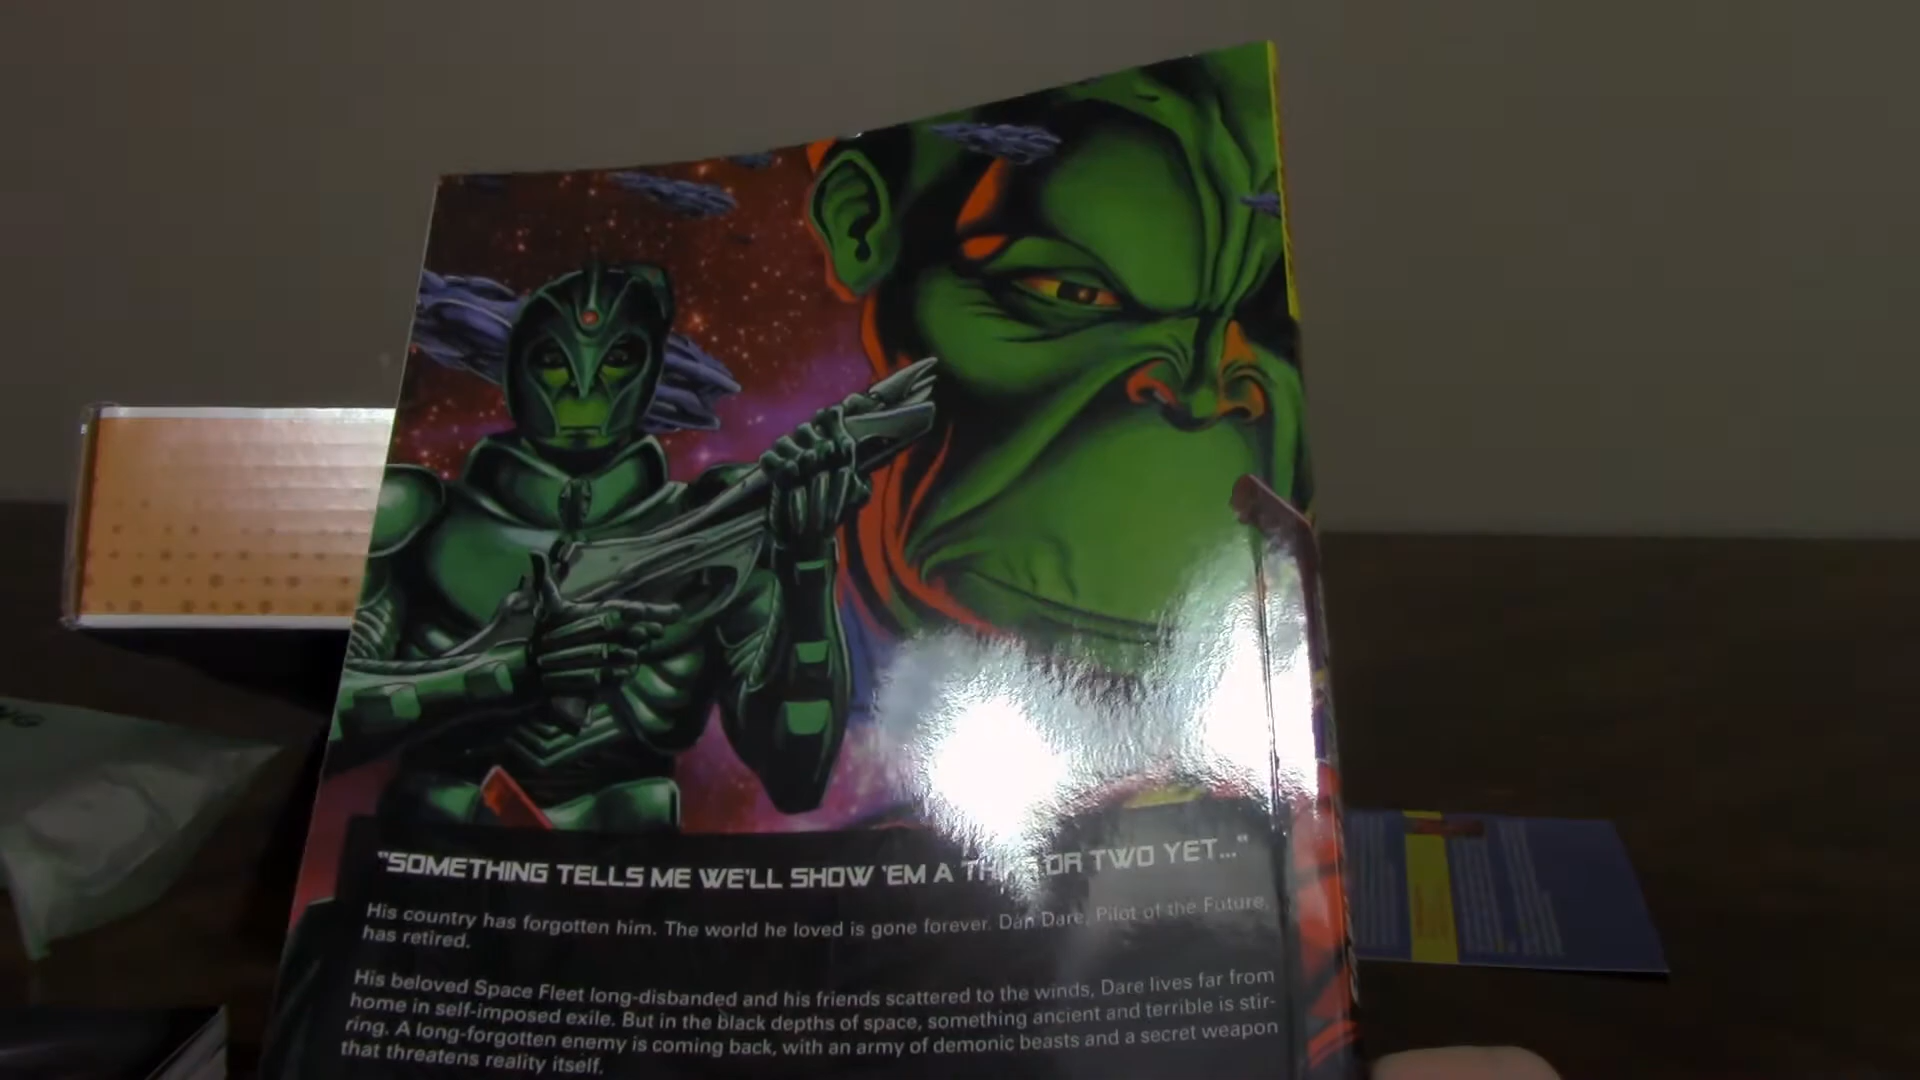 "SOMETHING TELLS ME WE'LL SHOW 'EM A OR TWO YET..."
His country has forgotten him. The world he loved is gone forever. Dan Dare, Pilot of the Future,
has retired.
His beloved Space Fleet long-disbanded and his friends scattered to the winds, Dare lives far from
home in self-imposed exile. But in the black depths of space, something ancient and terrible is stir-
ring. A long-forgotten enemy is coming back, with an army of demonic beasts and a secret weapon
that threatens reality itself.